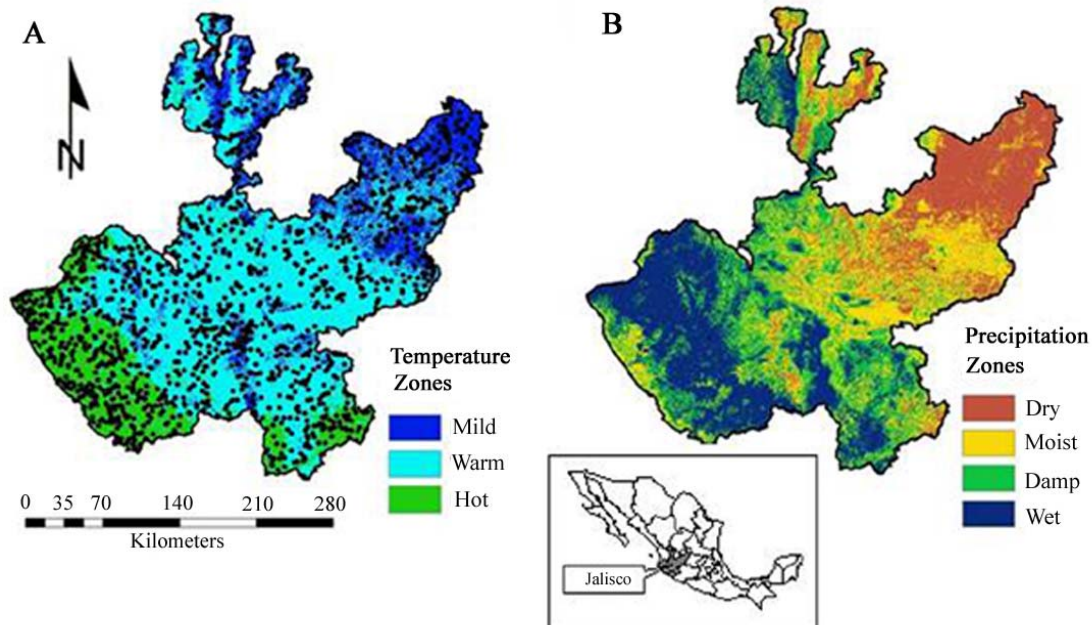 A
N
Temperature
Zones
Mild
Warm
Hot
0 35 70 140 210 280
Kilometers
B
Precipitation
Zones
Dry
Moist
Damp
Wet
Jalisco